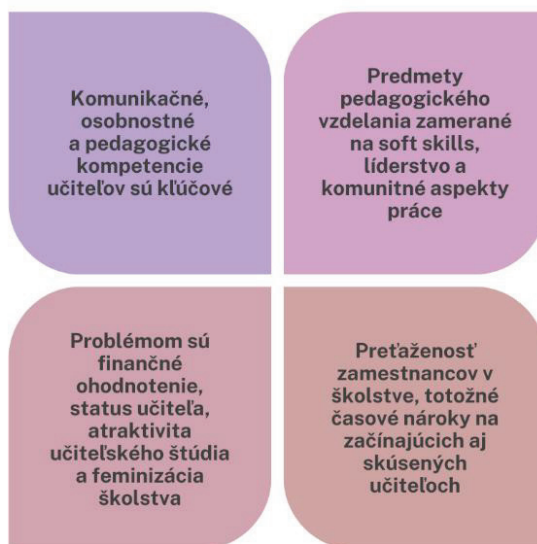 Komunikačné,
osobnostné
a pedagogické
kompetencie
učiteľov sú kľúčové
Predmety
pedagogického
vzdelania zamerané
na soft skills,
líderstvo a
komunitné aspekty
práce
Problémom sú
finančné
ohodnotenie,
status učiteľa,
atraktivita
učiteľského štúdia
a feminizácia
školstva
Preťaženosť
zamestnancov v
školstve, totožné
časové nároky na
začínajúcich aj
skúsených
učiteľoch